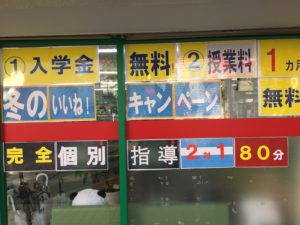 ①入学金 無料 ②授業料 1カ月
冬のいいね！ キャンペーン 無料
完全個別 指導 2対1 80分